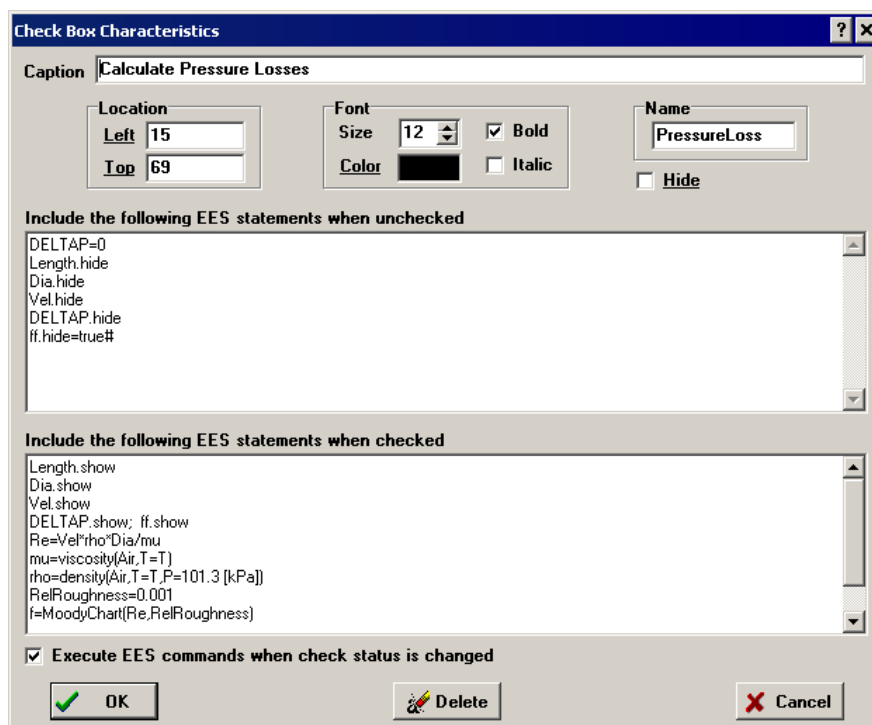 Check Box Characteristics
Caption Calculate Pressure Losses
Location
Left 15
Top 69
Font
Size 12 Bold
Color Italic
Name
PressureLoss
Hide
Include the following EES statements when unchecked
DELTAP=0
Length.hide
Dia.hide
Vel.hide
DELTAP.hide
ff.hide=true#
Include the following EES statements when checked
Length.show
Dia.show
Vel.show
DELTAP.show; ff.show
Re=Vel*rho*Dia/mu
mu=viscosity(Air,T=T)
rho=density(Air,T=T,P=101.3 [kPa])
RelRoughness=0.001
f=MoodyChart(Re,RelRoughness)
Execute EES commands when check status is changed
OK Delete Cancel